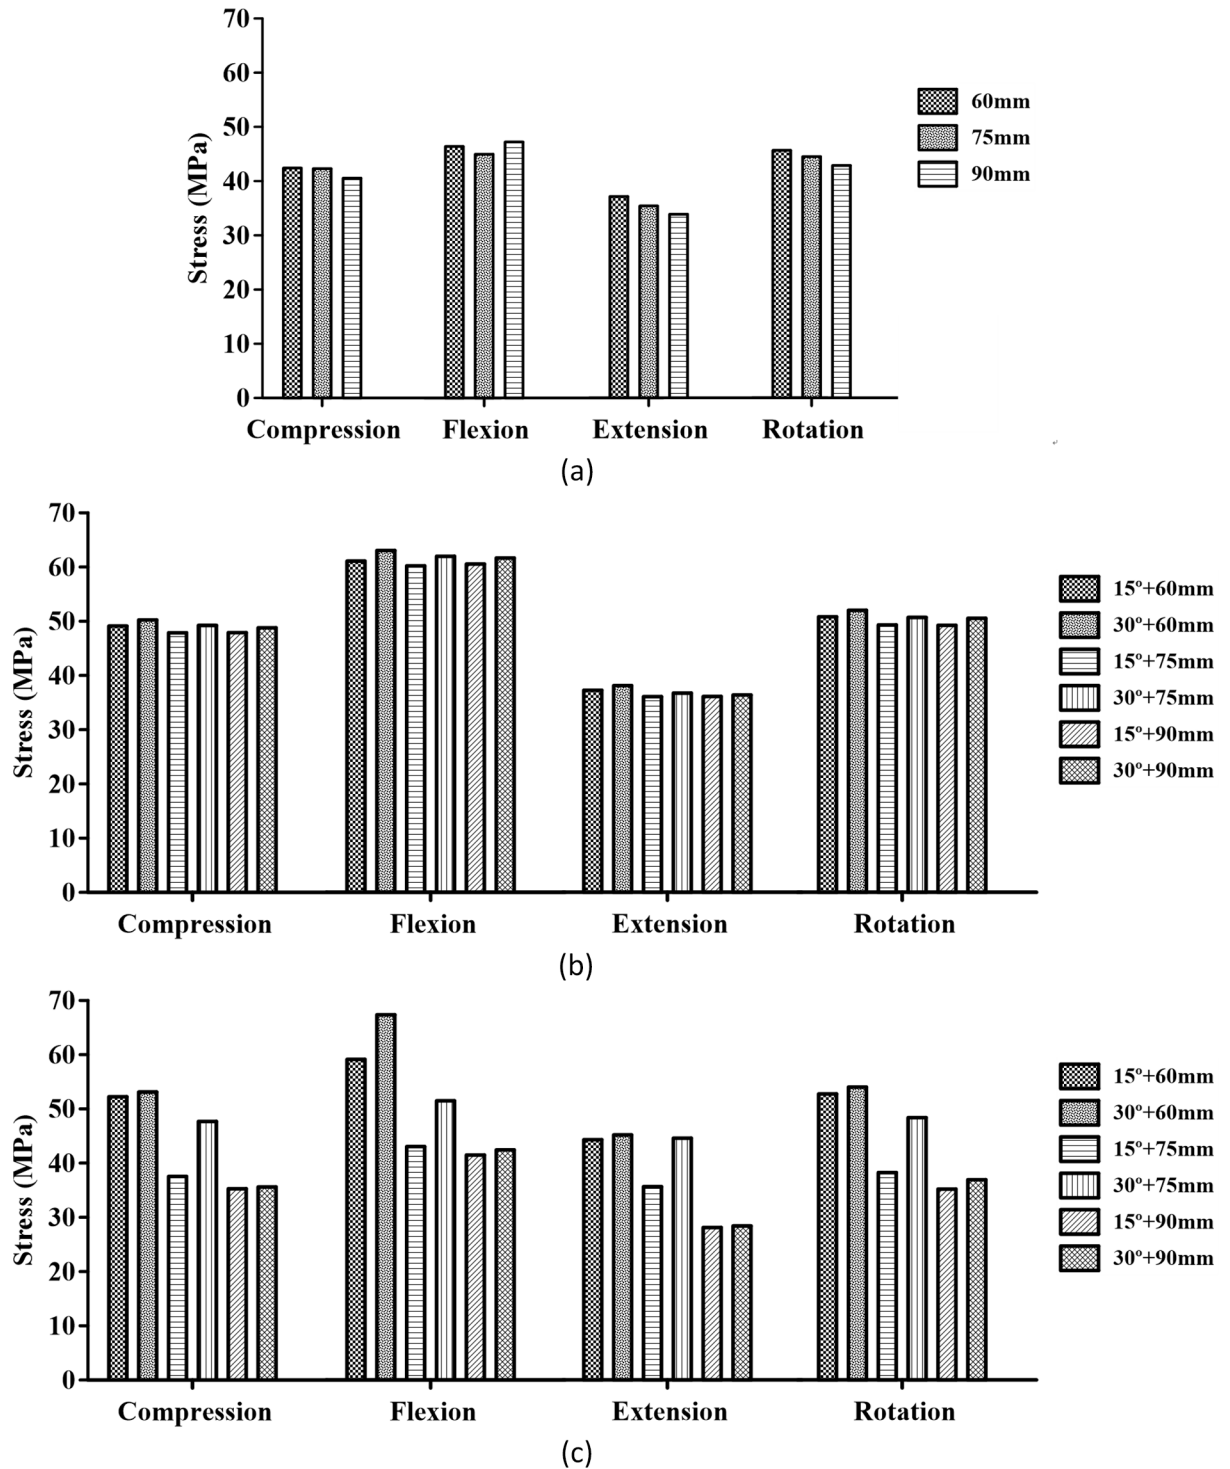 70
60
50
40
30
20
10
0
Stress (MPa)
Compression Flexion Extension Rotation
60mm
75mm
90mm
(a)
70
60
50
40
30
20
10
0
Stress (MPa)
Compression Flexion Extension Rotation
15º+60mm
30º+60mm
15º+75mm
30º+75mm
15º+90mm
30º+90mm
(b)
70
60
50
40
30
20
10
0
Stress (MPa)
Compression Flexion Extension Rotation
15º+60mm
30º+60mm
15º+75mm
30º+75mm
15º+90mm
30º+90mm
(c)